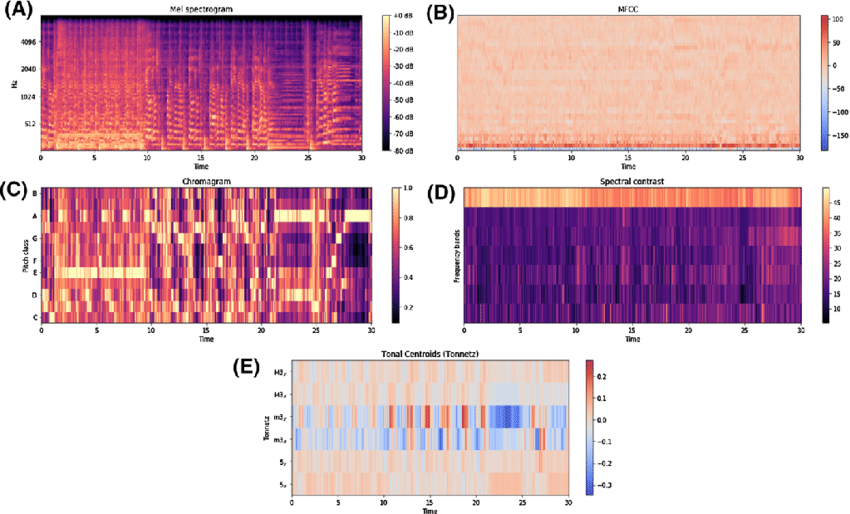 (A)
Mel spectrogram
Hz
4096
2048
1024
512
0 5 10 15 20 25 30
Time
+0 dB
-10 dB
-20 dB
-30 dB
-40 dB
-50 dB
-60 dB
-70 dB
-80 dB
(B)
MFCC
0 5 10 15 20 25 30
Time
100
50
0
−50
−100
−150
(C)
Chromagram
Pitch class
B
A
G
F
E
D
C
0 5 10 15 20 25 30
Time
1.0
0.8
0.6
0.4
0.2
(D)
Spectral contrast
Frequency bands
0 5 10 15 20 25 30
Time
50
45
40
35
30
25
20
15
10
5
(E)
Tonal Centroids (Tonnetz)
Tonnetz
M3y
M3x
m3y
m3x
5y
5x
0 5 10 15 20 25 30
Time
0.2
0.1
0.0
−0.1
−0.2
−0.3